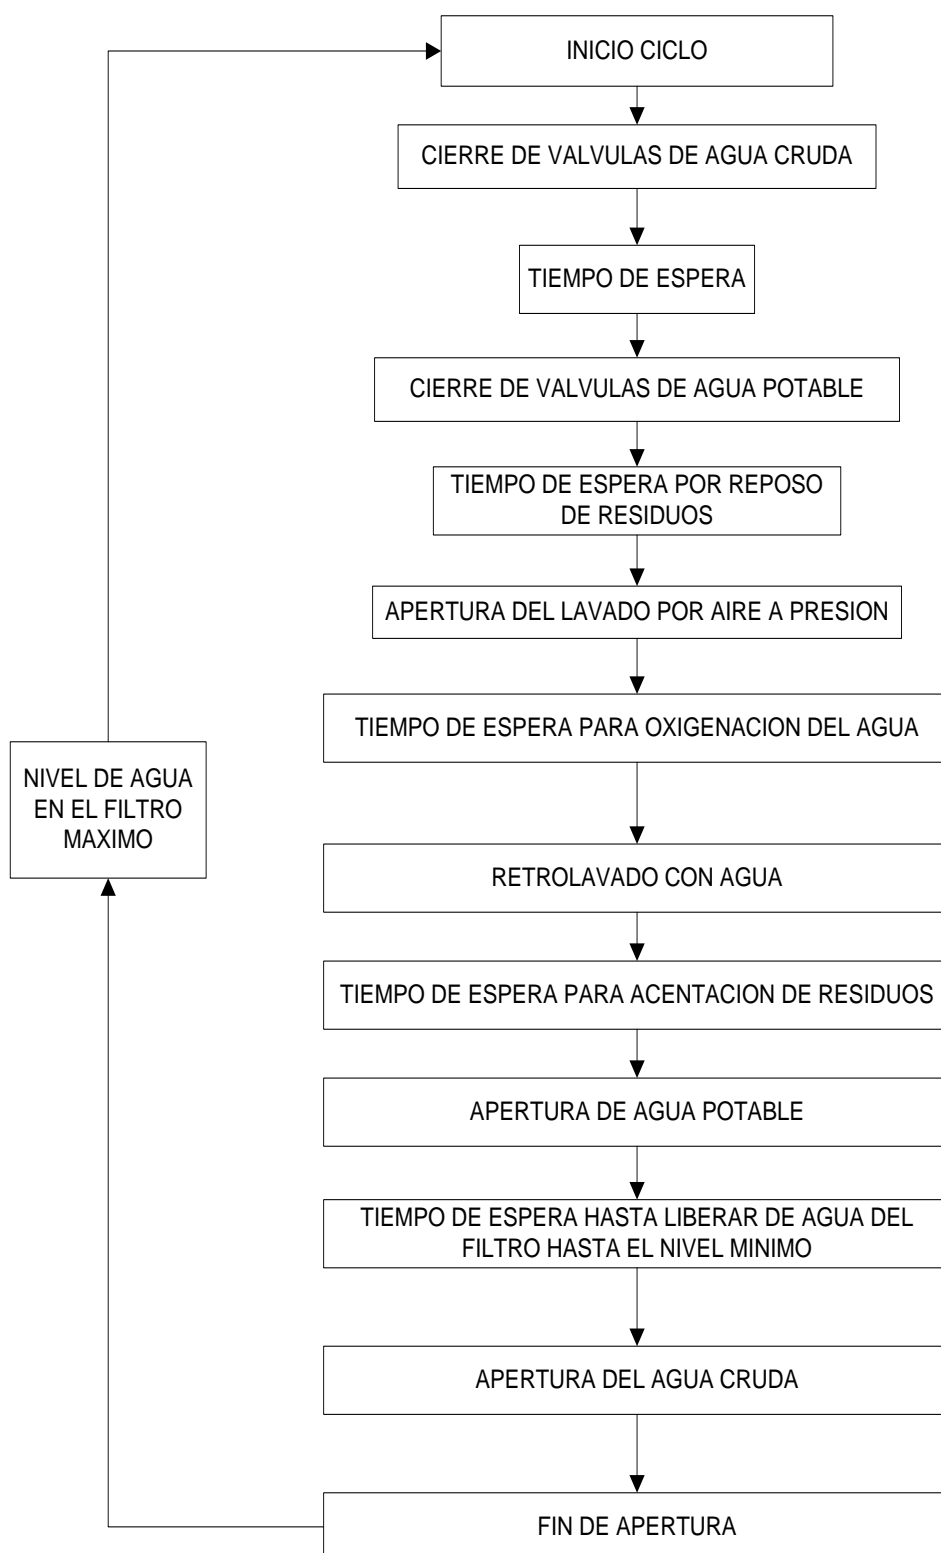 INICIO CICLO
CIERRE DE VALVULAS DE AGUA CRUDA
TIEMPO DE ESPERA
CIERRE DE VALVULAS DE AGUA POTABLE
TIEMPO DE ESPERA POR REPOSO
DE RESIDUOS
APERTURA DEL LAVADO POR AIRE A PRESION
TIEMPO DE ESPERA PARA OXIGENACION DEL AGUA
NIVEL DE AGUA
EN EL FILTRO
MAXIMO
RETROLAVADO CON AGUA
TIEMPO DE ESPERA PARA ACENTACION DE RESIDUOS
APERTURA DE AGUA POTABLE
TIEMPO DE ESPERA HASTA LIBERAR DE AGUA DEL
FILTRO HASTA EL NIVEL MINIMO
APERTURA DEL AGUA CRUDA
FIN DE APERTURA